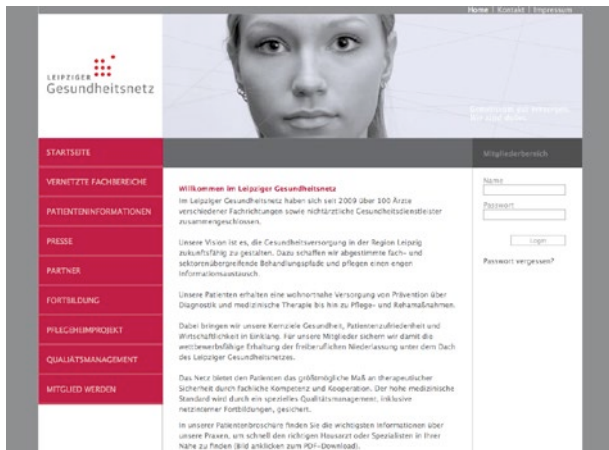 Home | Kontakt | Impressum
LEIPZIGER
Gesundheitsnetz
STARTSEITE
VERNETZTE FACHBEREICHE
PATIENTENINFORMATIONEN
PRESSE
PARTNER
FORTBILDUNG
PFLEGEHEIMPROJEKT
QUALITÄTSMANAGEMENT
MITGLIED WERDEN
Willkommen im Leipziger Gesundheitsnetz
Im Leipziger Gesundheitsnetz haben sich seit 2009 über 100 Ärzte
verschiedener Fachrichtungen sowie nichtärztliche Gesundheitsdienstleister
zusammengeschlossen.
Unsere Vision ist es, die Gesundheitsversorgung in der Region Leipzig
zukunftsfähig zu gestalten. Dazu schaffen wir abgestimmte fach- und
sektorenübergreifende Behandlungspfade und pflegen einen engen
Informationsaustausch.
Unsere Patienten erhalten eine wohnortnahe Versorgung von Prävention über
Diagnostik und medizinische Therapie bis hin zu Pflege- und Rehamaßnahmen.
Dabei bringen wir unsere Kernziele Gesundheit, Patientenzufriedenheit und
Wirtschaftlichkeit in Einklang. Für unsere Mitglieder sichern wir damit die
wettbewerbsfähige Erhaltung der freiberuflichen Niederlassung unter dem Dach
des Leipziger Gesundheitsnetzes.
Das Netz bietet den Patienten das größtmögliche Maß an therapeutischer
Sicherheit durch fachliche Kompetenz und Kooperation. Der hohe medizinische
Standard wird durch ein spezielles Qualitätsmanagement, inklusive
netzinterner Fortbildungen, gesichert.
In unserer Patientenbroschüre finden Sie die wichtigsten Informationen über
unsere Praxen, um schnell den richtigen Hausarzt oder Spezialisten in Ihrer
Nähe zu finden (Bild anklicken zum PDF-Download).
Mitgliederbereich
Name
Passwort
Login
Passwort vergessen?